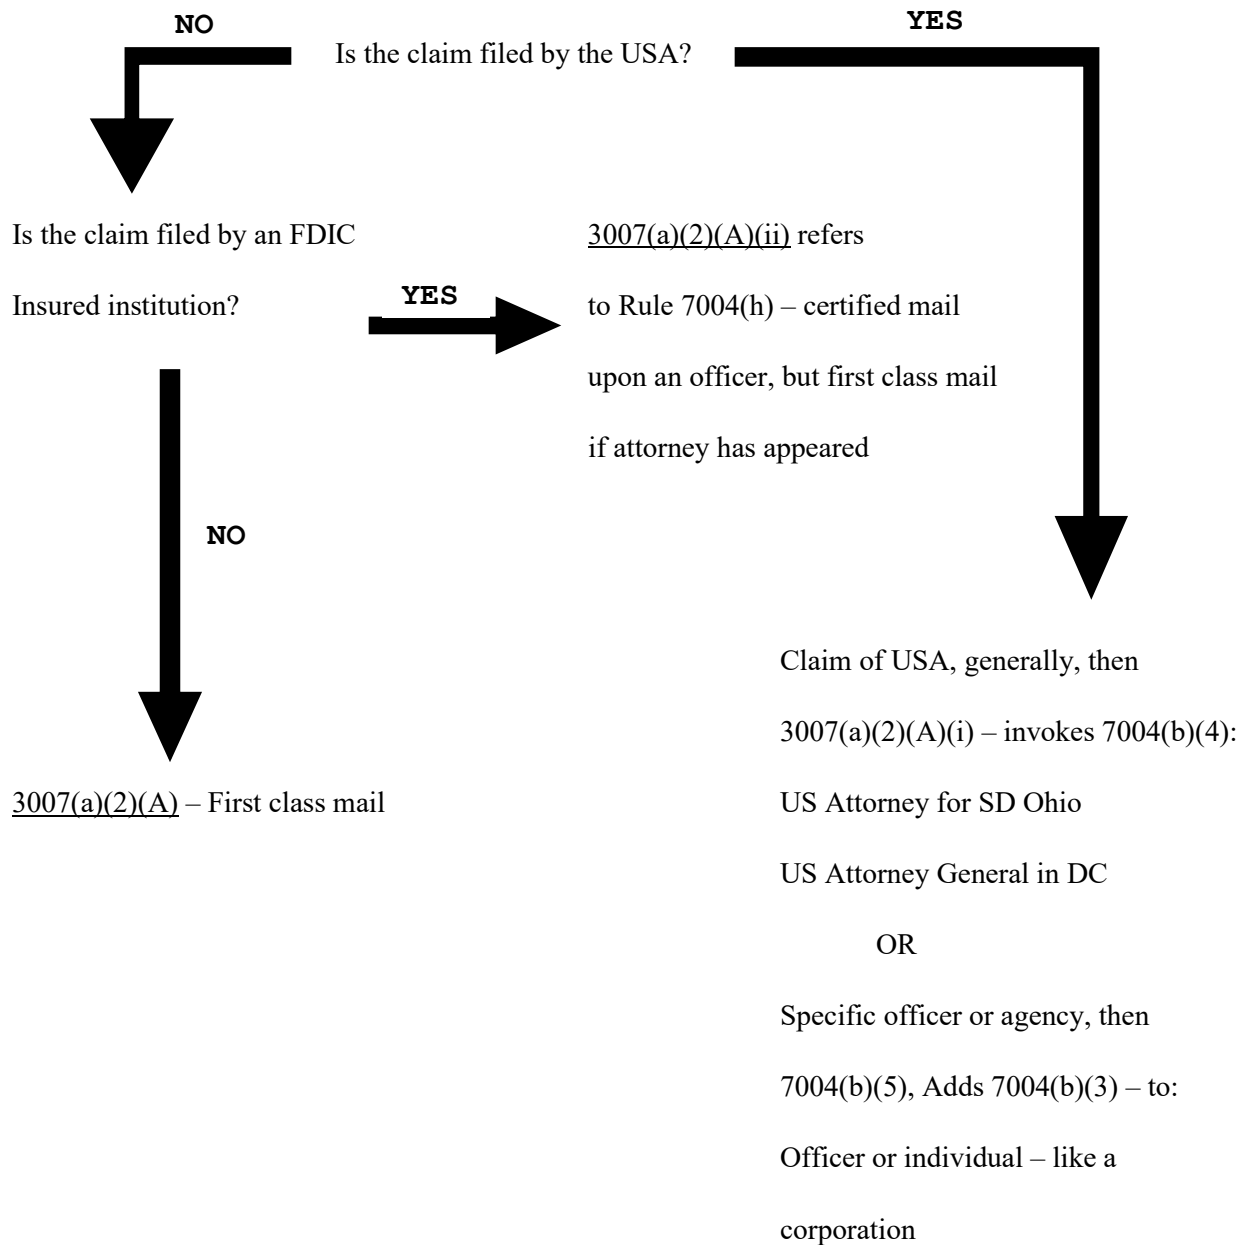 NO
YES
Is the claim filed by the USA?
Is the claim filed by an FDIC
Insured institution?
YES
3007(a)(2)(A)(ii) refers
to Rule 7004(h) – certified mail
upon an officer, but first class mail
if attorney has appeared
NO
3007(a)(2)(A) – First class mail
Claim of USA, generally, then
3007(a)(2)(A)(i) – invokes 7004(b)(4):
US Attorney for SD Ohio
US Attorney General in DC
OR
Specific officer or agency, then
7004(b)(5), Adds 7004(b)(3) – to:
Officer or individual – like a
corporation